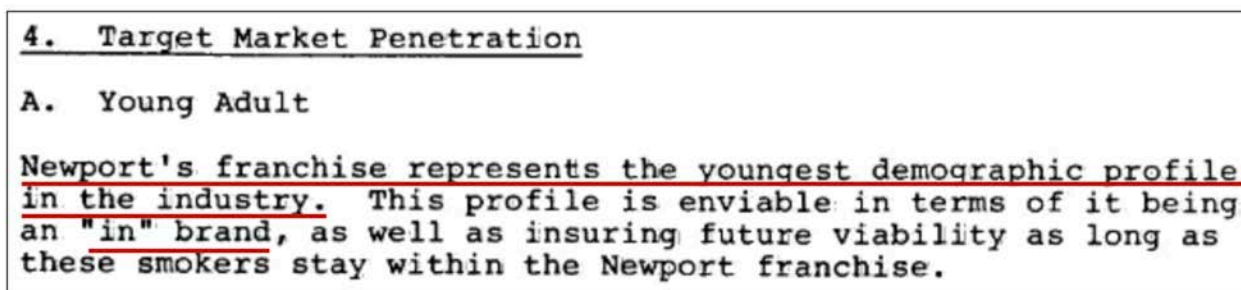 4. Target Market Penetration
A. Young Adult
Newport's franchise represents the youngest demographic profile
in the industry. This profile is enviable in terms of it being
an "in" brand, as well as insuring future viability as long as
these smokers stay within the Newport franchise.